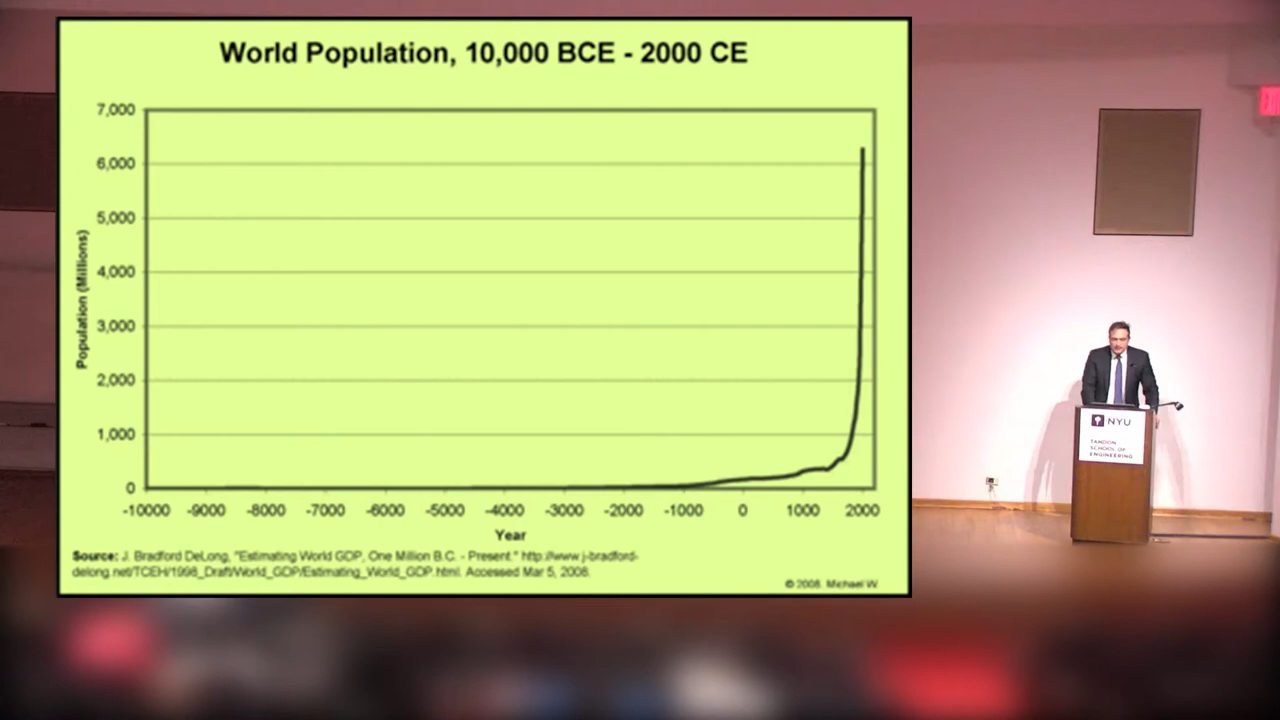 World Population, 10,000 BCE - 2000 CE
7,000
6,000
5,000
4,000
3,000
2,000
1,000
0
Population (Millions)
-10000 -9000 -8000 -7000 -6000 -5000 -4000 -3000 -2000 -1000 0 1000 2000
Year
Source: J. Bradford DeLong, "Estimating World GDP, One Million B.C. - Present." http://www.j-bradford-
delong.net/TCEH/1998_Draft/World_GDP/Estimating_World_GDP.html. Accessed Mar 5, 2008.
© 2008. Michael W.
NYU
TANDON
SCHOOL OF
ENGINEERING